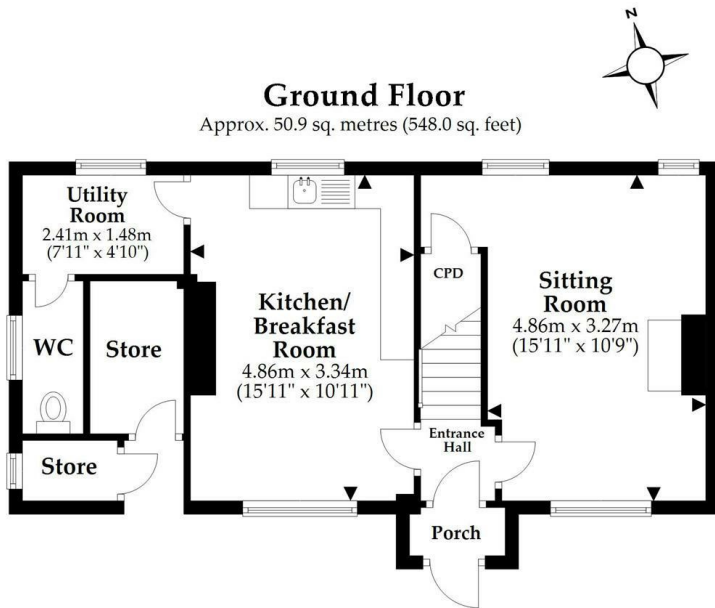 N
Ground Floor
Approx. 50.9 sq. metres (548.0 sq. feet)
Utility
Room
2.41m x 1.48m
(7'11" x 4'10")
WC
Store
Store
Kitchen/
Breakfast
Room
4.86m x 3.34m
(15'11" x 10'11")
CPD
Entrance
Hall
Porch
Sitting
Room
4.86m x 3.27m
(15'11" x 10'9")